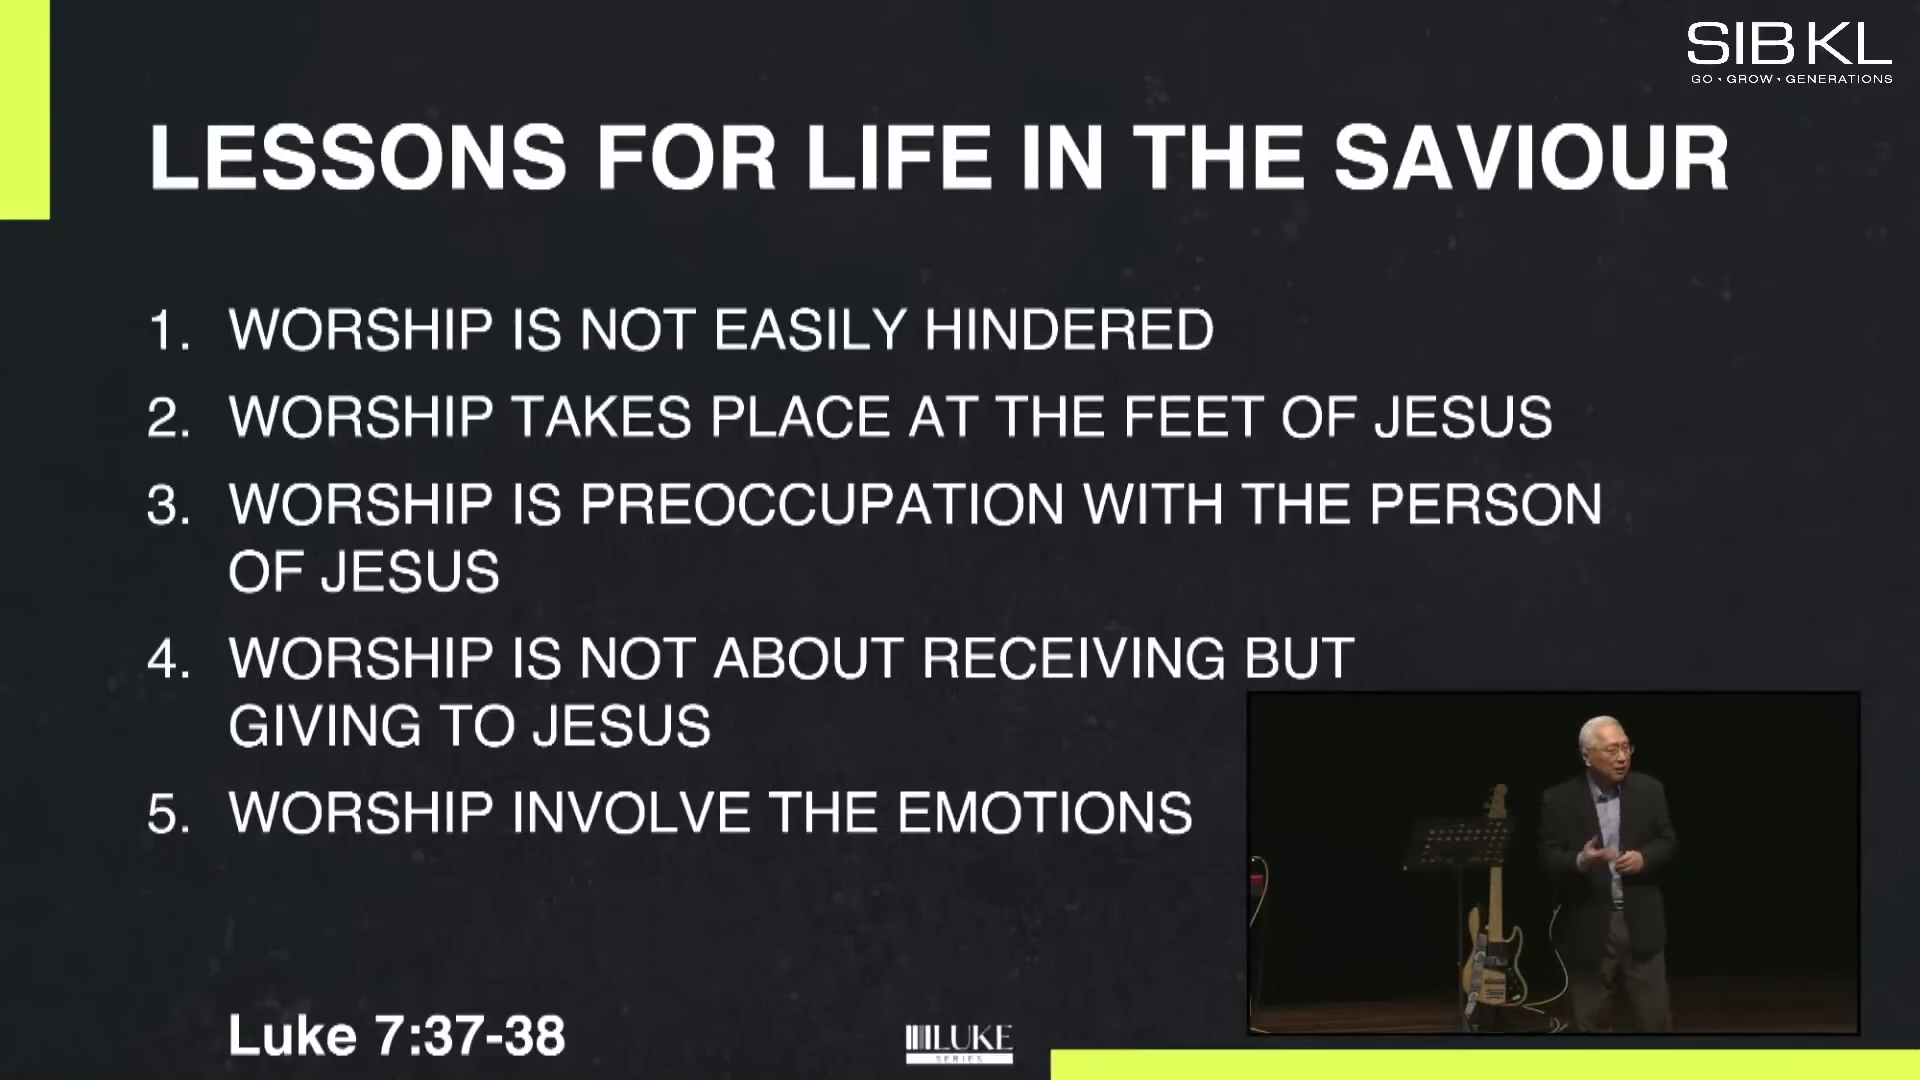 SIB KL
GO · GROW · GENERATIONS
LESSONS FOR LIFE IN THE SAVIOUR
1. WORSHIP IS NOT EASILY HINDERED
2. WORSHIP TAKES PLACE AT THE FEET OF JESUS
3. WORSHIP IS PREOCCUPATION WITH THE PERSON
OF JESUS
4. WORSHIP IS NOT ABOUT RECEIVING BUT
GIVING TO JESUS
5. WORSHIP INVOLVE THE EMOTIONS
Luke 7:37-38
LUKE
SERIES